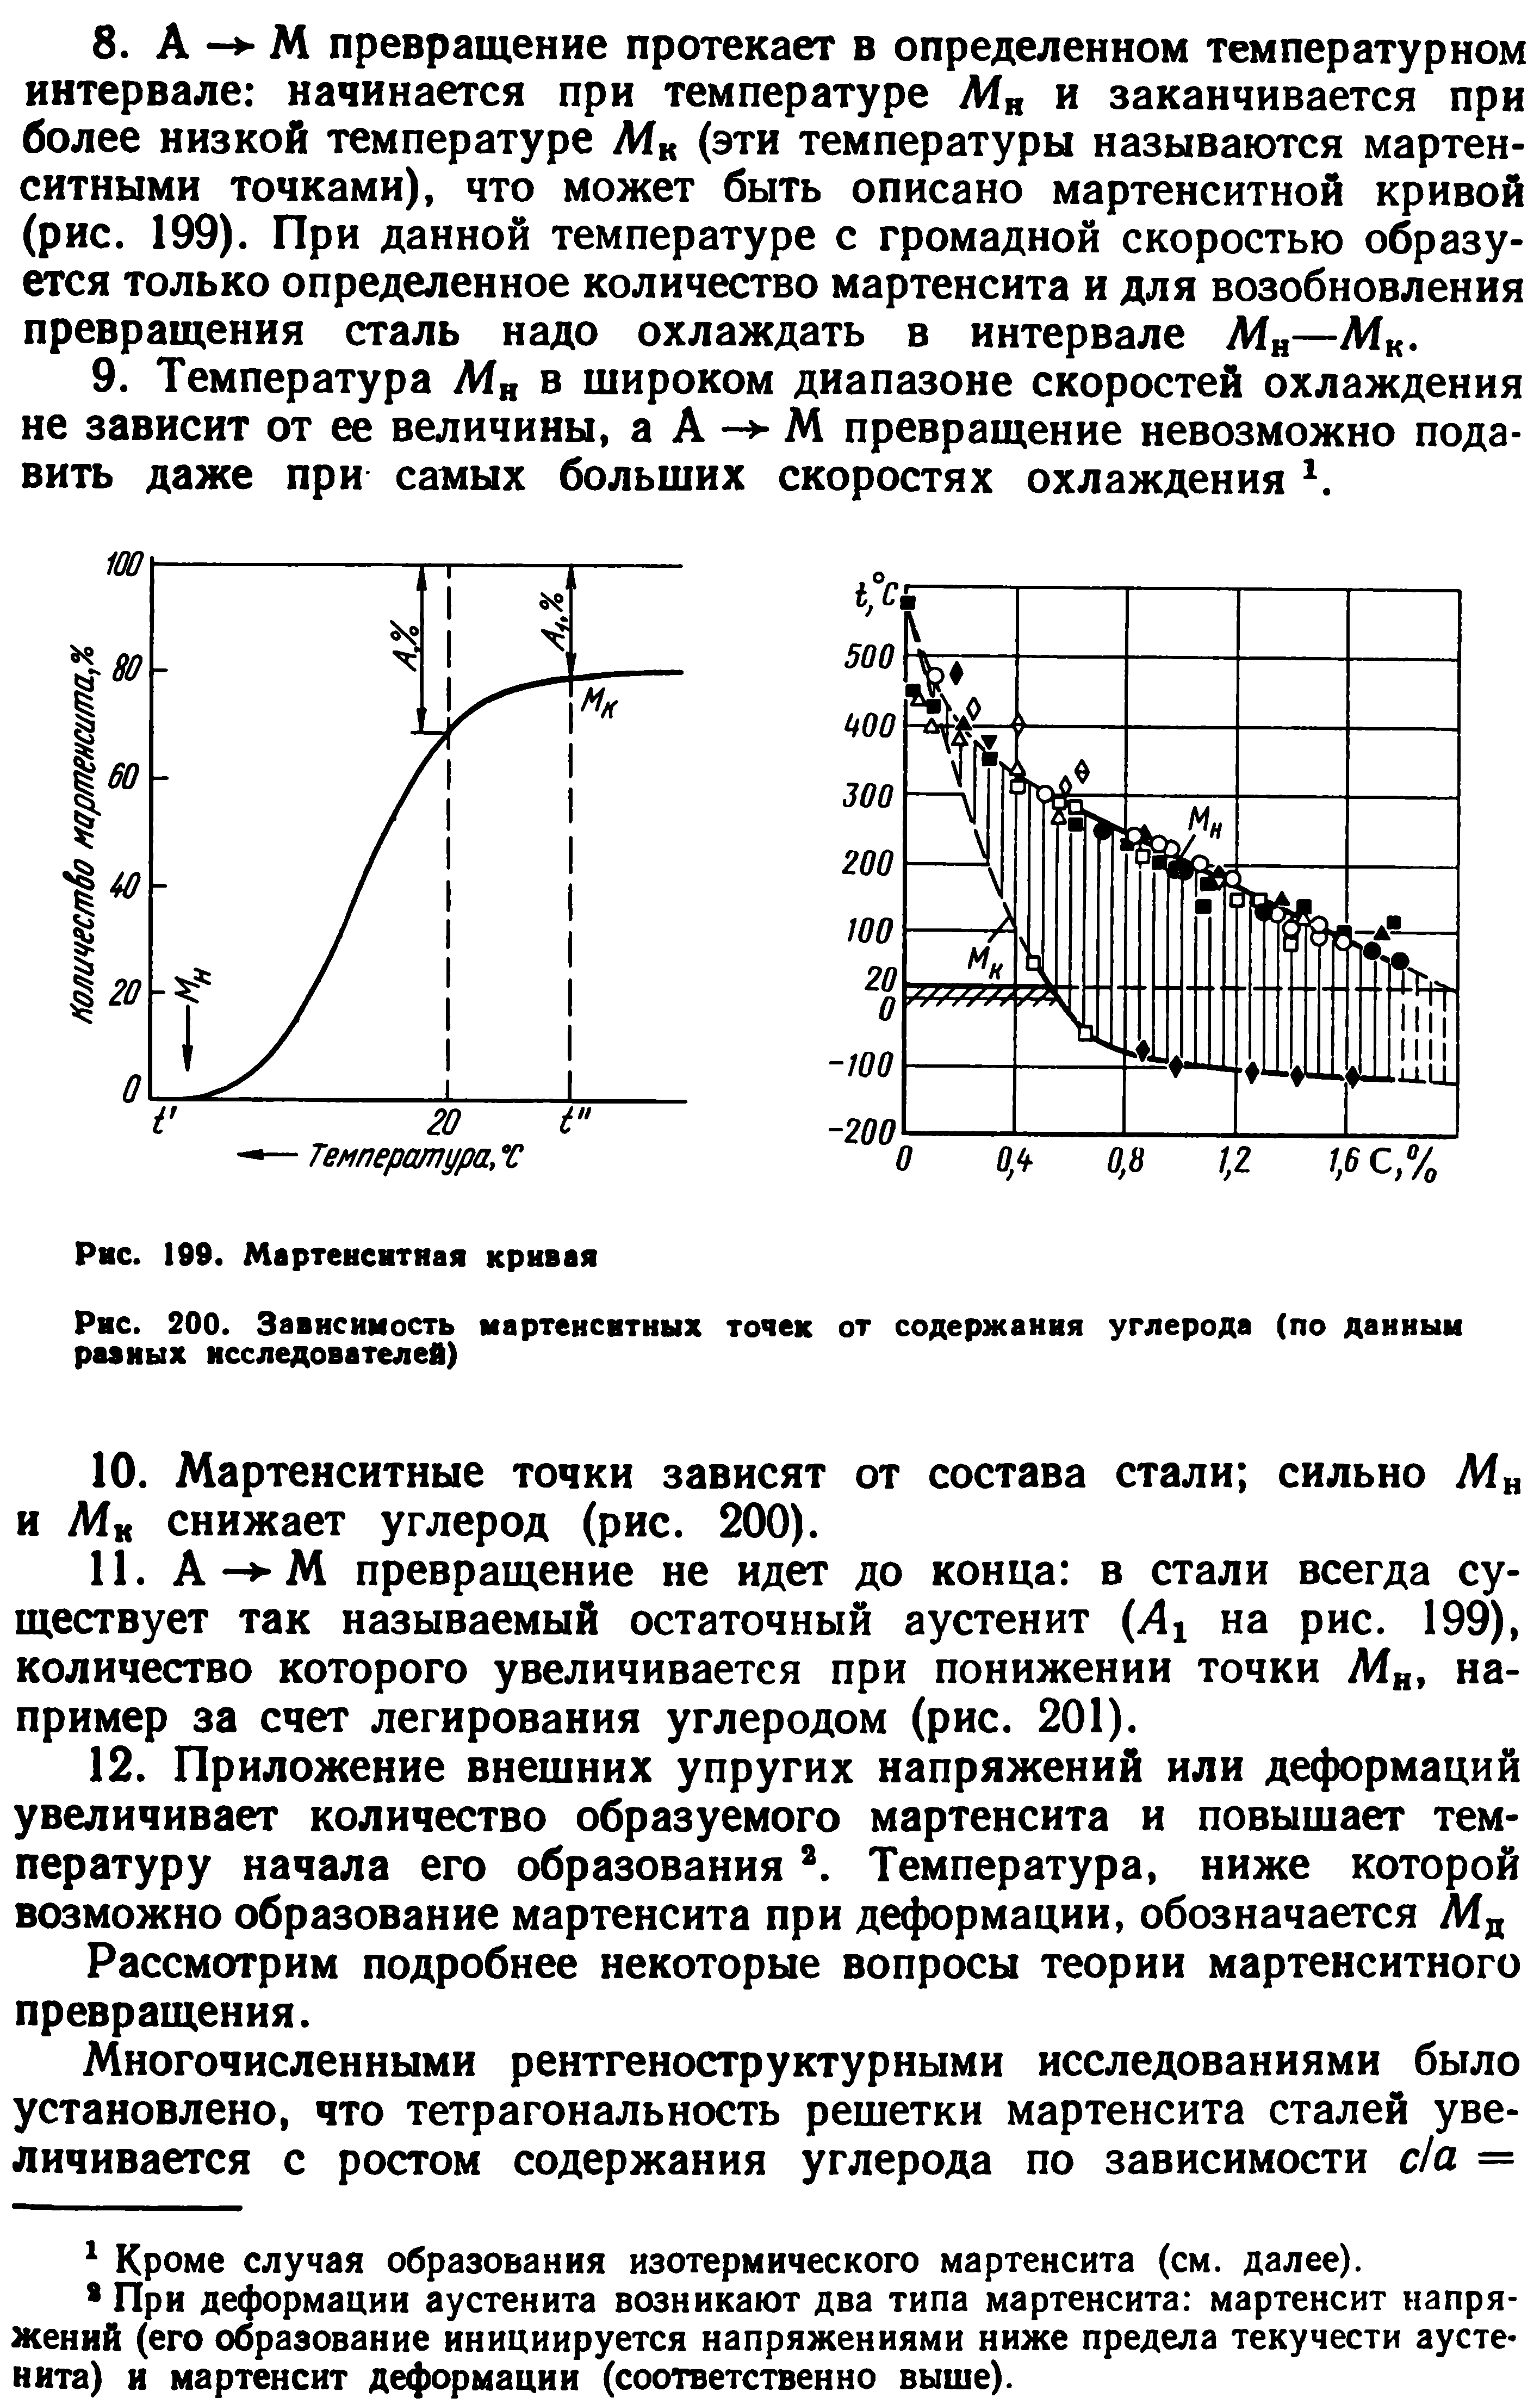 8. А → М превращение протекает в определенном температурном
интервале: начинается при температуре Мн и заканчивается при
более низкой температуре Мк (эти температуры называются мартен-
ситными точками), что может быть описано мартенситной кривой
(рис. 199). При данной температуре с громадной скоростью образу-
ется только определенное количество мартенсита и для возобновления
превращения сталь надо охлаждать в интервале Мн—Мк.
9. Температура Мн в широком диапазоне скоростей охлаждения
не зависит от ее величины, а А → М превращение невозможно пода-
вить даже при самых больших скоростях охлаждения ¹.
Количество мартенсита,%
100
80
60
40
20
0
А,%
А₁,%
Мк
Мн
t'
20
t''
← Температура,°С
t,°С
500
400
300
200
100
20
0
-100
-200
Мн
Мк
0
0,4
0,8
1,2
1,6
С,%
Рис. 199. Мартенситная кривая
Рис. 200. Зависимость мартенситных точек от содержания углерода (по данным
разных исследователей)
10. Мартенситные точки зависят от состава стали; сильно Мн
и Мк снижает углерод (рис. 200).
11. А → М превращение не идет до конца: в стали всегда су-
ществует так называемый остаточный аустенит (А₁ на рис. 199),
количество которого увеличивается при понижении точки Мн, на-
пример за счет легирования углеродом (рис. 201).
12. Приложение внешних упругих напряжений или деформаций
увеличивает количество образуемого мартенсита и повышает тем-
пературу начала его образования ². Температура, ниже которой
возможно образование мартенсита при деформации, обозначается Мд
Рассмотрим подробнее некоторые вопросы теории мартенситного
превращения.
Многочисленными рентгеноструктурными исследованиями было
установлено, что тетрагональность решетки мартенсита сталей уве-
личивается с ростом содержания углерода по зависимости c/a =
¹ Кроме случая образования изотермического мартенсита (см. далее).
² При деформации аустенита возникают два типа мартенсита: мартенсит напря-
жений (его образование инициируется напряжениями ниже предела текучести аусте-
нита) и мартенсит деформации (соответственно выше).